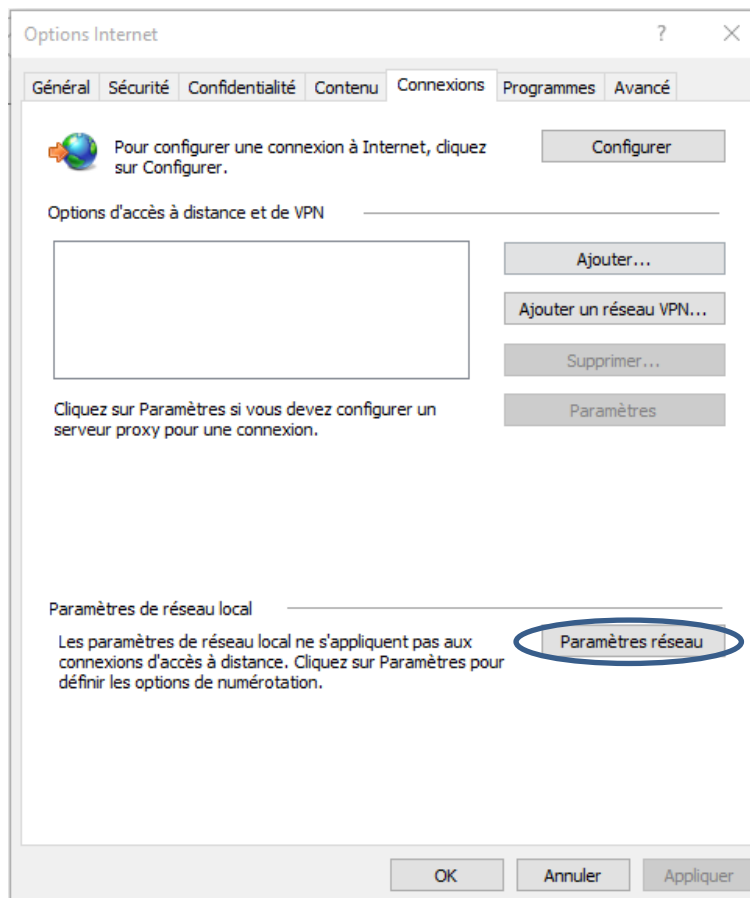 Options Internet
?
Général Sécurité Confidentialité Contenu Connexions Programmes Avancé
Pour configurer une connexion à Internet, cliquez
sur Configurer.
Configurer
Options d'accès à distance et de VPN
Ajouter...
Ajouter un réseau VPN...
Supprimer...
Cliquez sur Paramètres si vous devez configurer un
serveur proxy pour une connexion.
Paramètres
Paramètres de réseau local
Les paramètres de réseau local ne s'appliquent pas aux
connexions d'accès à distance. Cliquez sur Paramètres pour
définir les options de numérotation.
Paramètres réseau
OK Annuler Appliquer